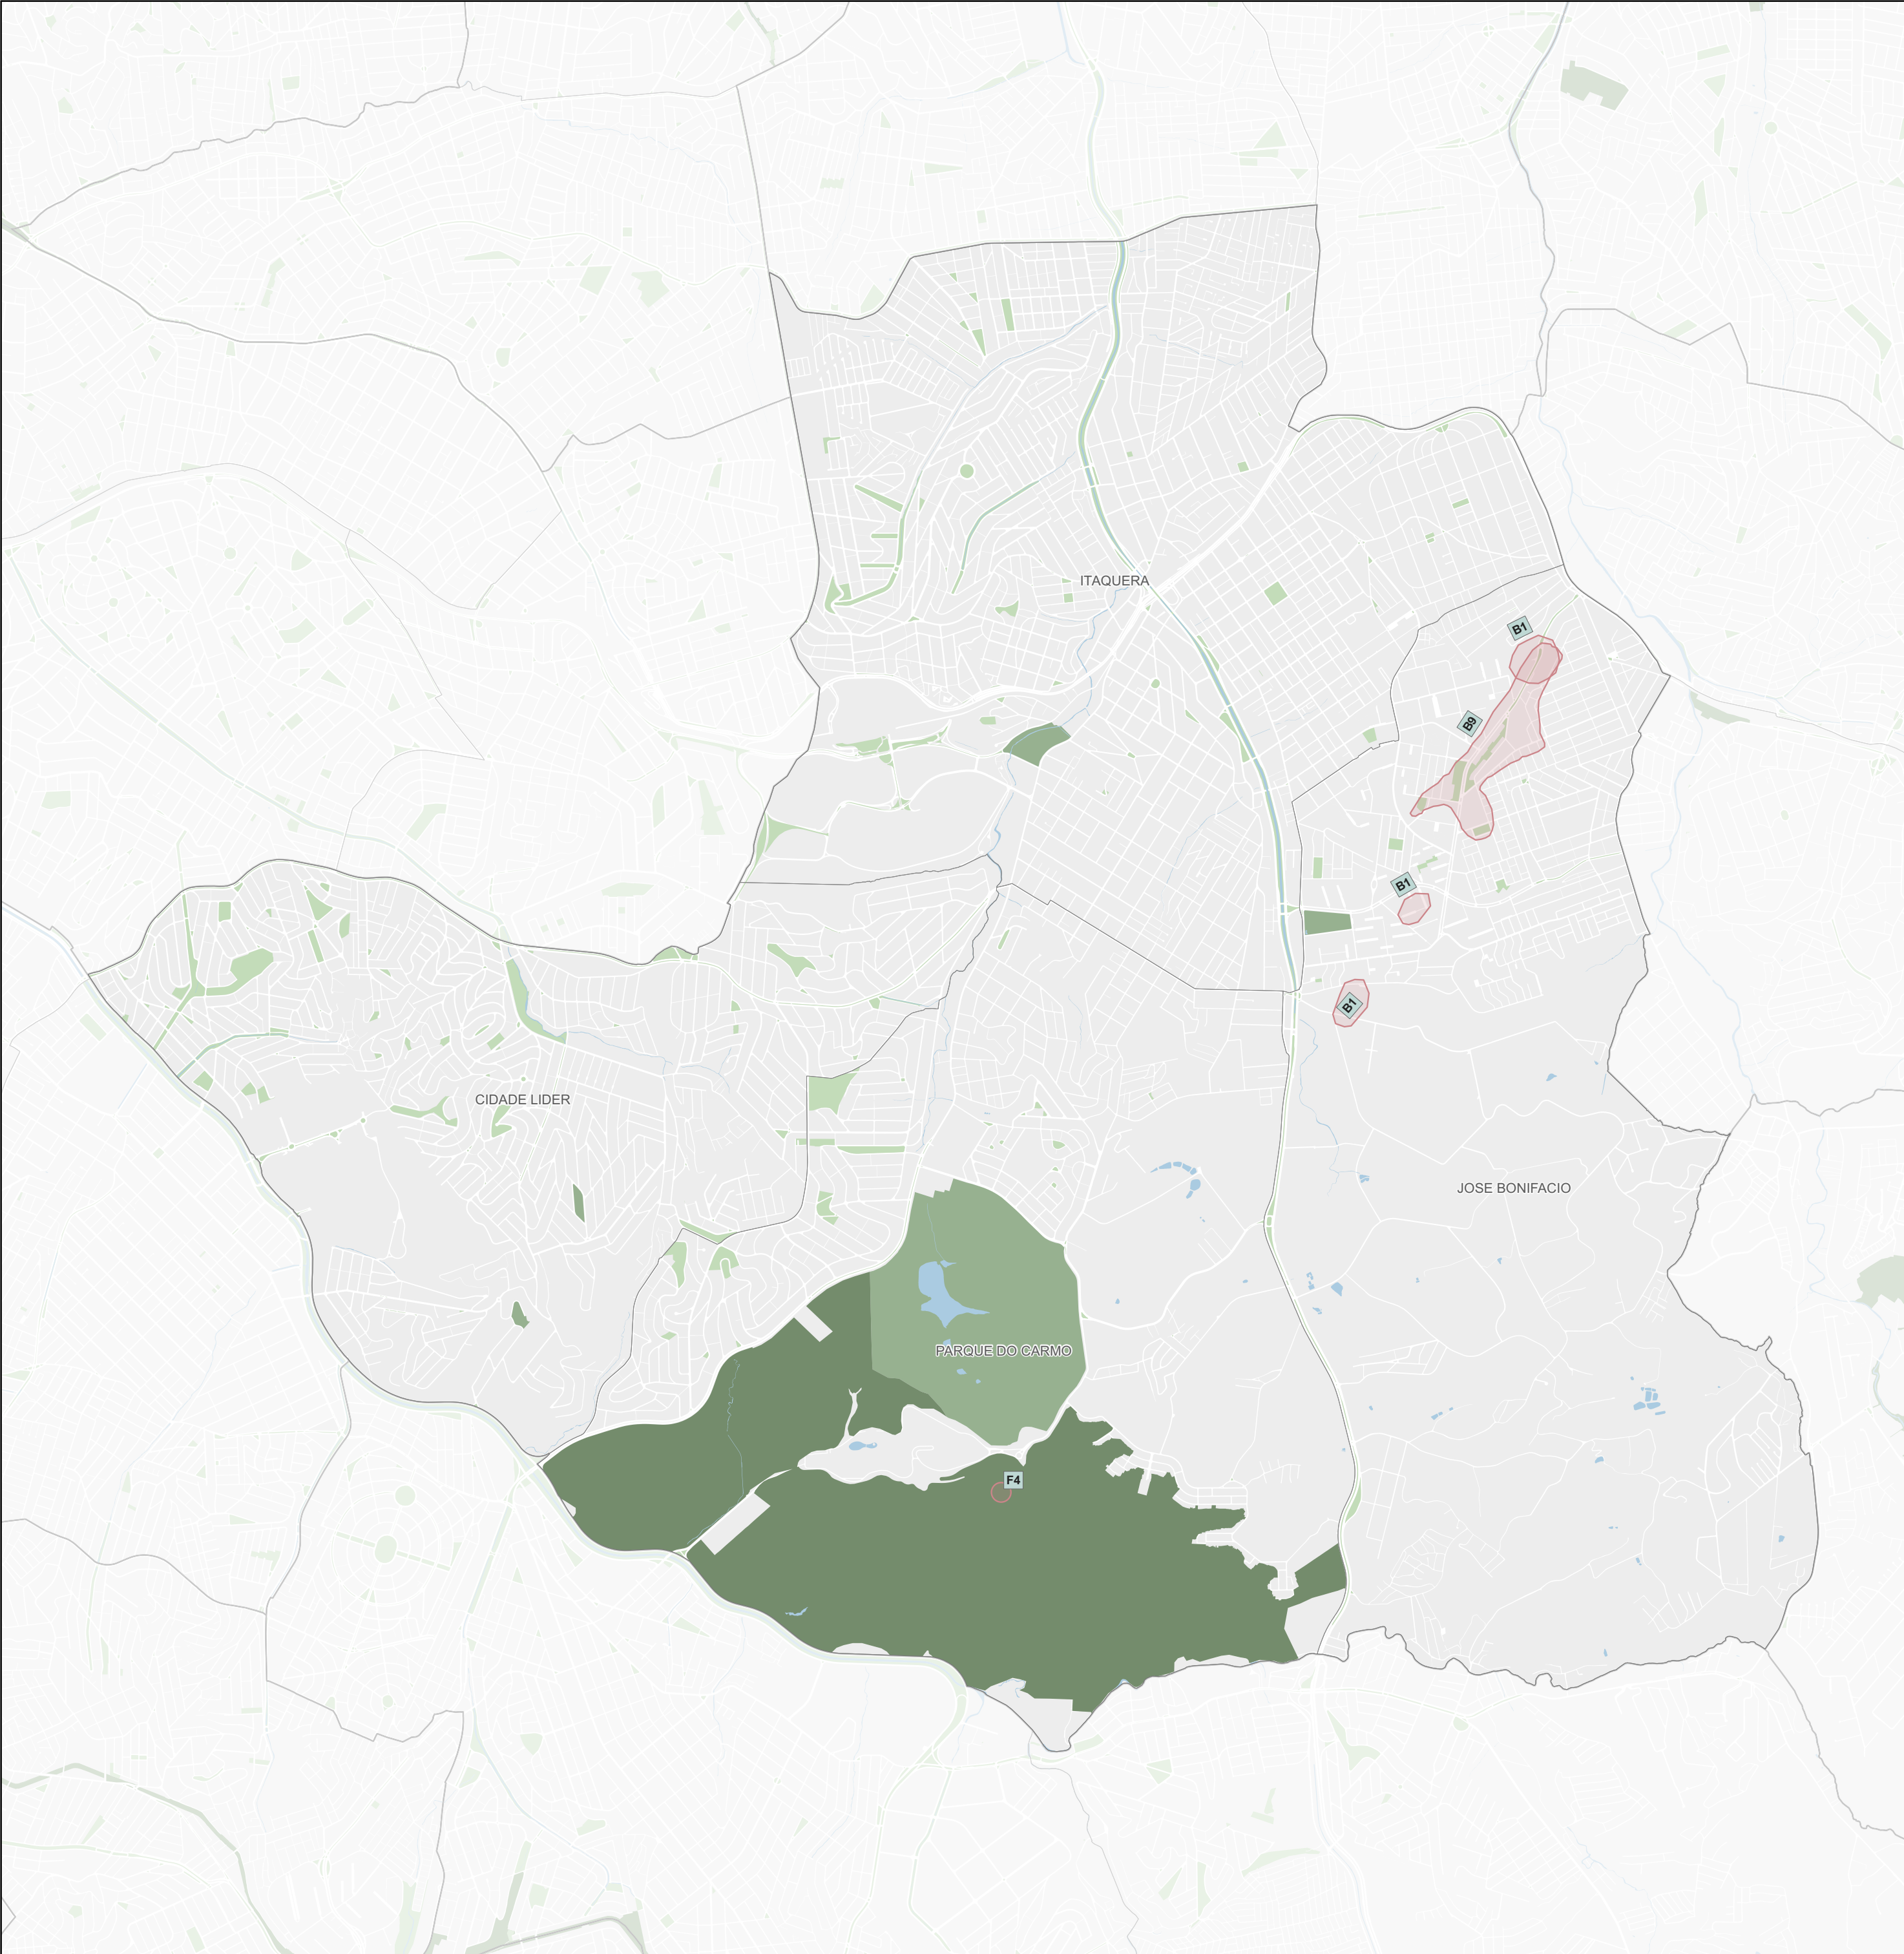 ITAQUERA
B1
B9
B1
B1
CIDADE LIDER
JOSE BONIFACIO
PARQUE DO CARMO
F4